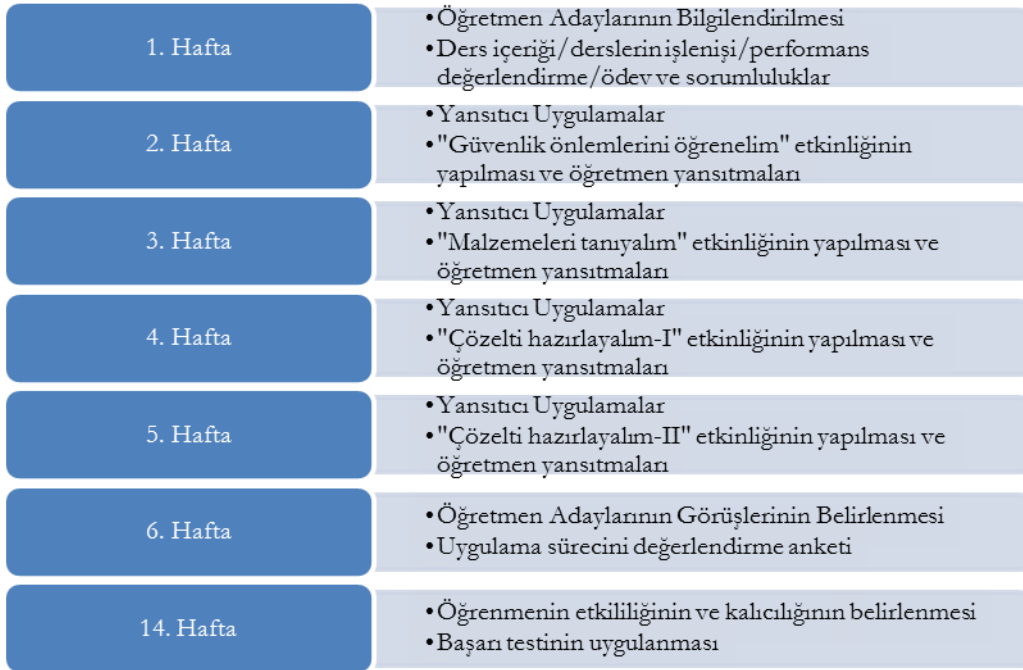 1. Hafta
•Öğretmen Adaylarının Bilgilendirilmesi
•Ders içeriği/derslerin işlenişi/performans
değerlendirme/ödev ve sorumluluklar
2. Hafta
•Yansıtıcı Uygulamalar
•"Güvenlik önlemlerini öğrenelim" etkinliğinin
yapılması ve öğretmen yansıtmaları
3. Hafta
•Yansıtıcı Uygulamalar
•"Malzemeleri tanıyalım" etkinliğinin yapılması ve
öğretmen yansıtmaları
4. Hafta
•Yansıtıcı Uygulamalar
•"Çözelti hazırlayalım-I" etkinliğinin yapılması ve
öğretmen yansıtmaları
5. Hafta
•Yansıtıcı Uygulamalar
•"Çözelti hazırlayalım-II" etkinliğinin yapılması ve
öğretmen yansıtmaları
6. Hafta
•Öğretmen Adaylarının Görüşlerinin Belirlenmesi
•Uygulama sürecini değerlendirme anketi
14. Hafta
•Öğrenmenin etkililiğinin ve kalıcılığının belirlenmesi
•Başarı testinin uygulanması